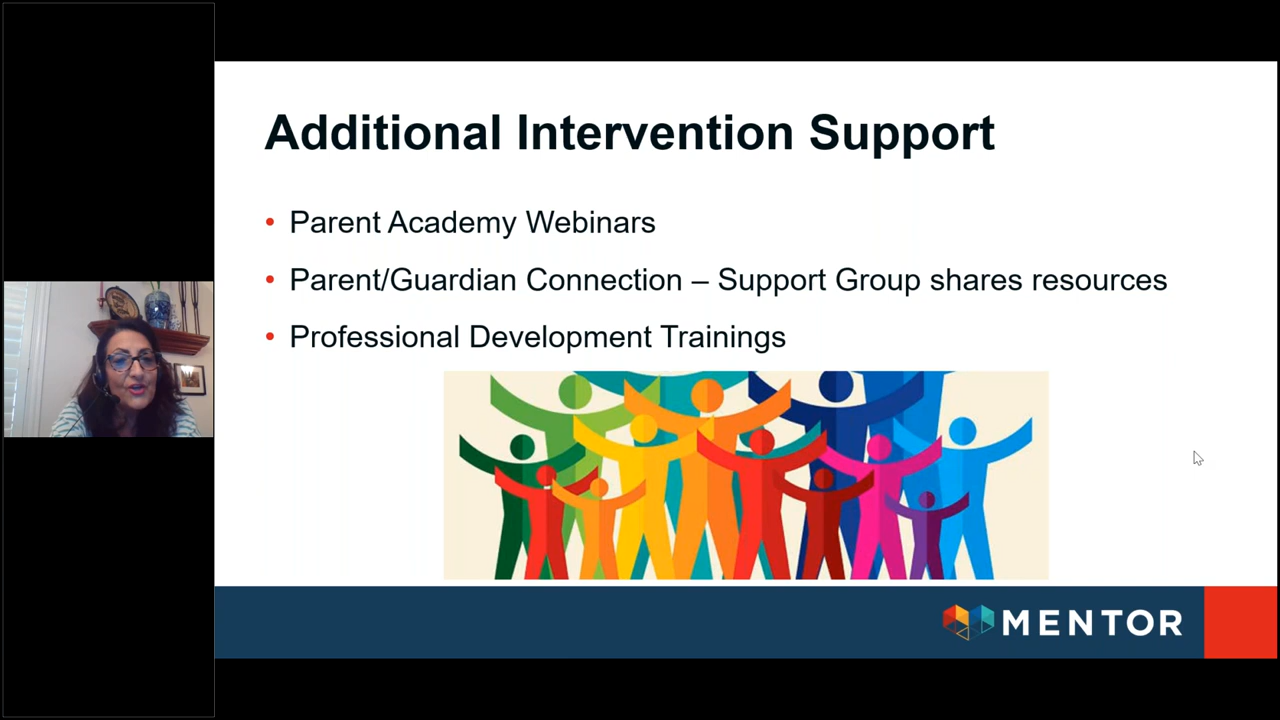 Additional Intervention Support
• Parent Academy Webinars
• Parent/Guardian Connection – Support Group shares resources
• Professional Development Trainings
MENTOR